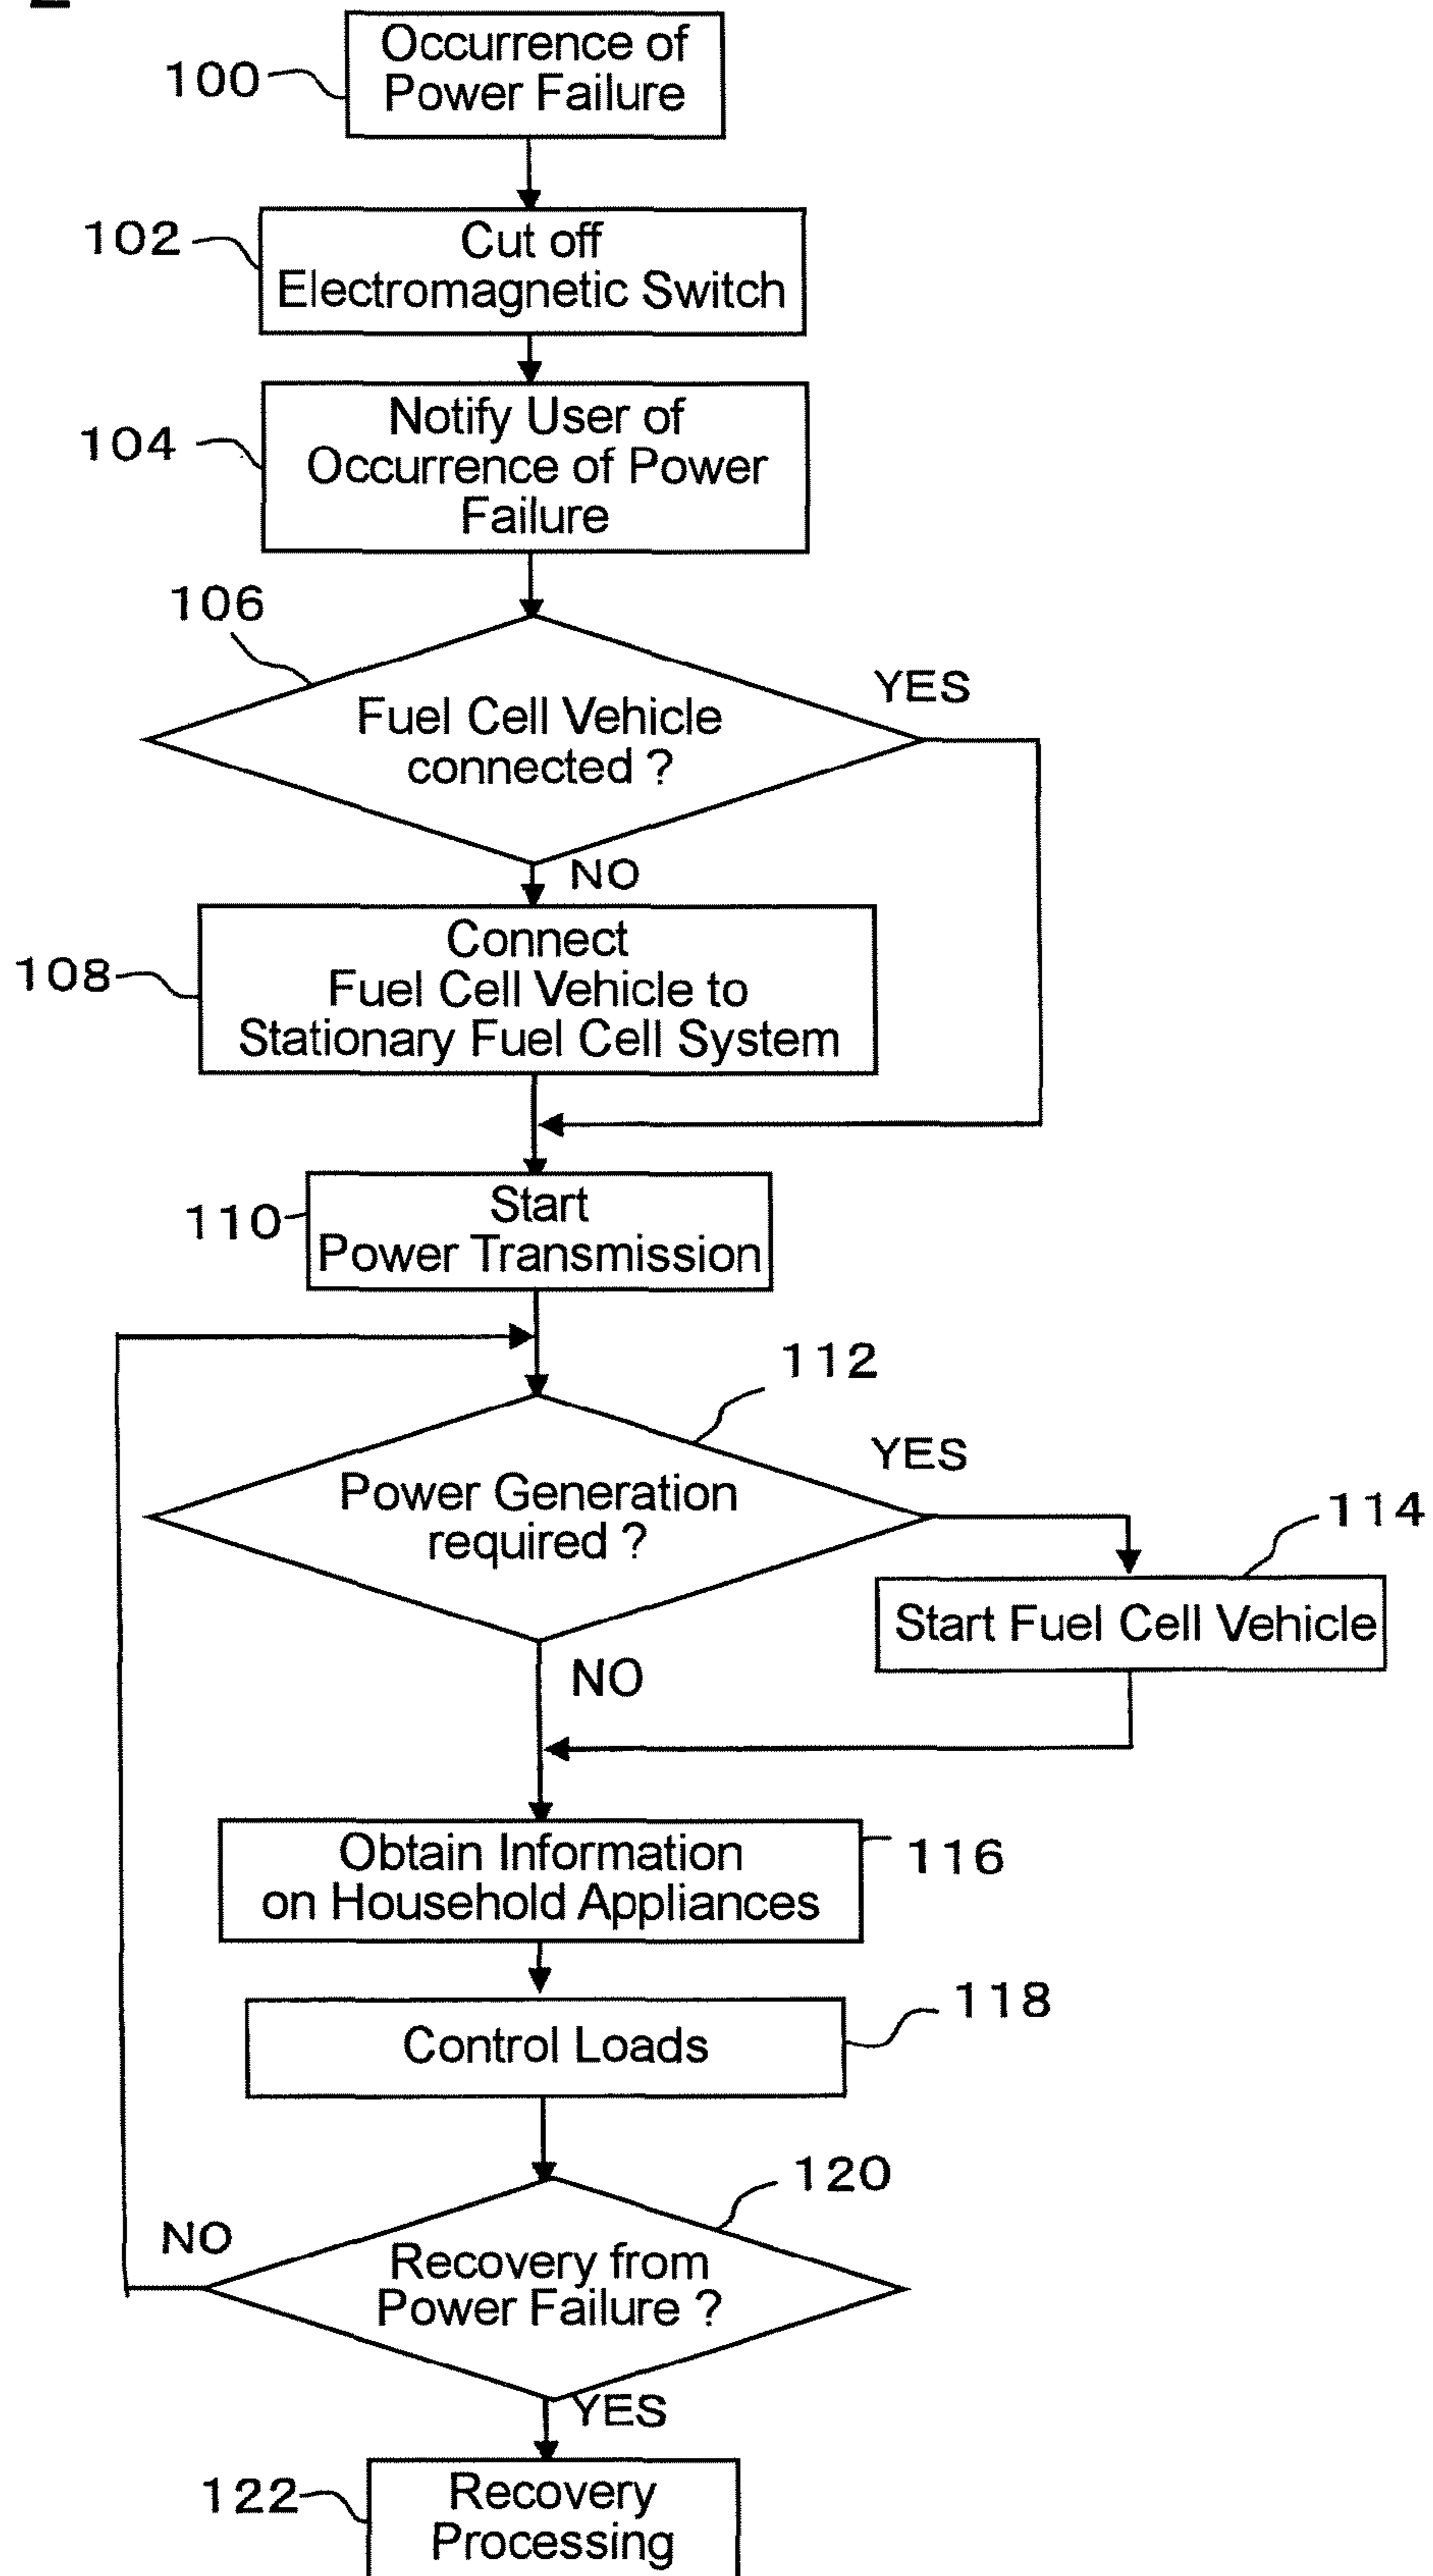 100
Occurrence of
Power Failure
102
Cut off
Electromagnetic Switch
104
Notify User of
Occurrence of Power
Failure
106
Fuel Cell Vehicle
connected ?
YES
NO
108
Connect
Fuel Cell Vehicle to
Stationary Fuel Cell System
110
Start
Power Transmission
112
Power Generation
required ?
YES
114
Start Fuel Cell Vehicle
NO
Obtain Information
on Household Appliances
116
Control Loads
118
120
NO
Recovery from
Power Failure ?
YES
122
Recovery
Processing